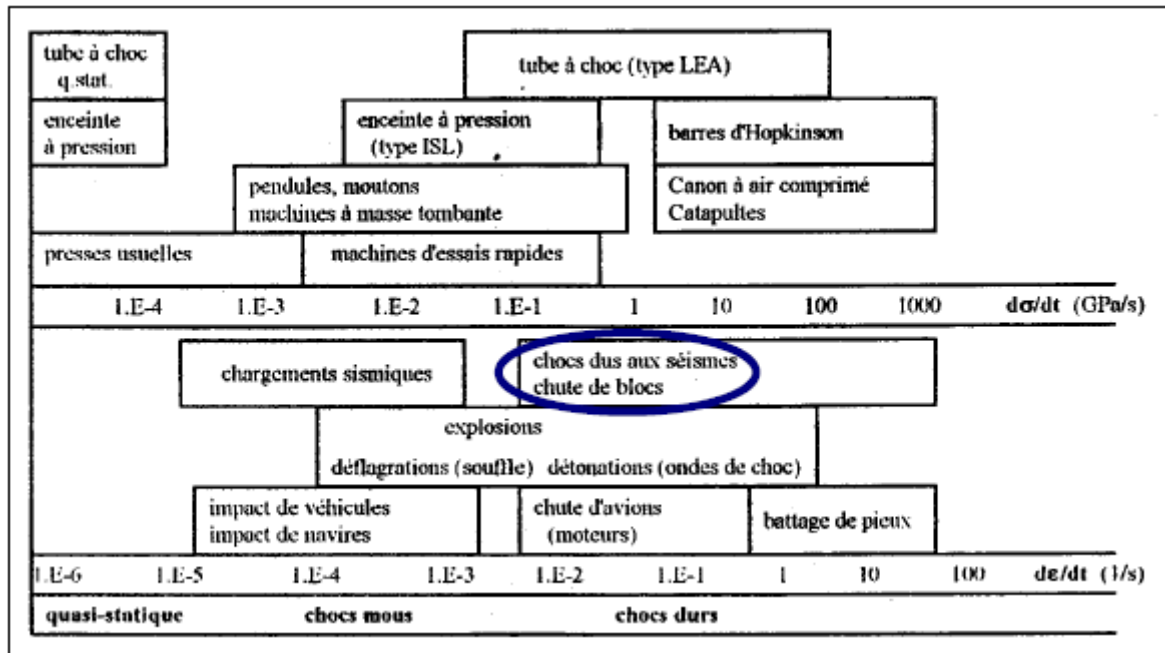 tube à choc
q.stat.
tube à choc (type LEA)
enceinte
à pression
enceinte à pression
(type ISL)
barres d'Hopkinson
pendules, moutons
machines à masse tombante
Canon à air comprimé
Catapultes
presses usuelles
machines d'essais rapides
1.E-4 1.E-3 1.E-2 1.E-1 1 10 100 1000 dσ/dt (GPa/s)
chargements sismiques
chocs dus aux séismes
chute de blocs
explosions
déflagrations (souffle) détonations (ondes de choc)
impact de véhicules
impact de navires
chute d'avions
(moteurs)
battage de pieux
1.E-6 1.E-5 1.E-4 1.E-3 1.E-2 1.E-1 1 10 100 dε/dt (1/s)
quasi-statique chocs mous chocs durs